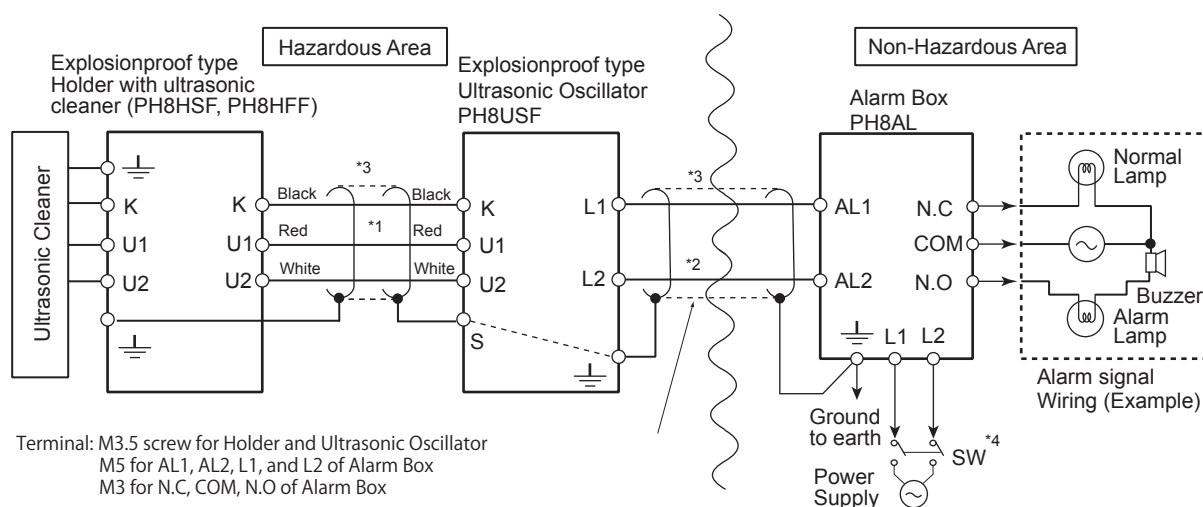 Hazardous Area
Non-Hazardous Area
Explosionproof type
Holder with ultrasonic
cleaner (PH8HSF, PH8HFF)
Explosionproof type
Ultrasonic Oscillator
PH8USF
Alarm Box
PH8AL
Ultrasonic Cleaner
K
U1
U2
K
U1
U2
*3
Black
Black
*1
Red
Red
White
White
K
U1
U2
S
L1
L2
*3
*2
AL1
AL2
N.C
COM
N.O
L1
L2
Normal
Lamp
Buzzer
Alarm
Lamp
Alarm signal
Wiring (Example)
Ground
to earth
SW*4
Power
Supply
Terminal: M3.5 screw for Holder and Ultrasonic Oscillator
M5 for AL1, AL2, L1, and L2 of Alarm Box
M3 for N.C, COM, N.O of Alarm Box